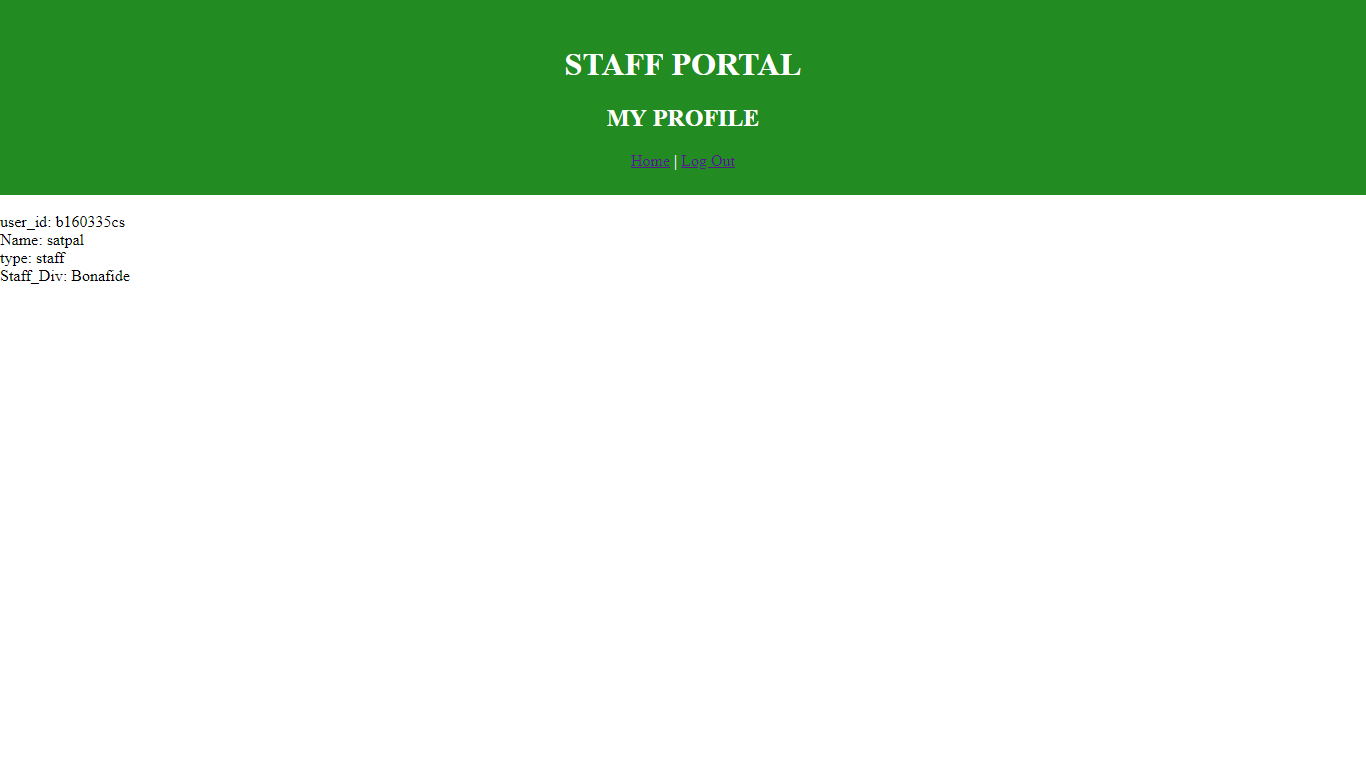 STAFF PORTAL
MY PROFILE
Home | Log Out
user_id: b160335cs
Name: satpal
type: staff
Staff_Div: Bonafide